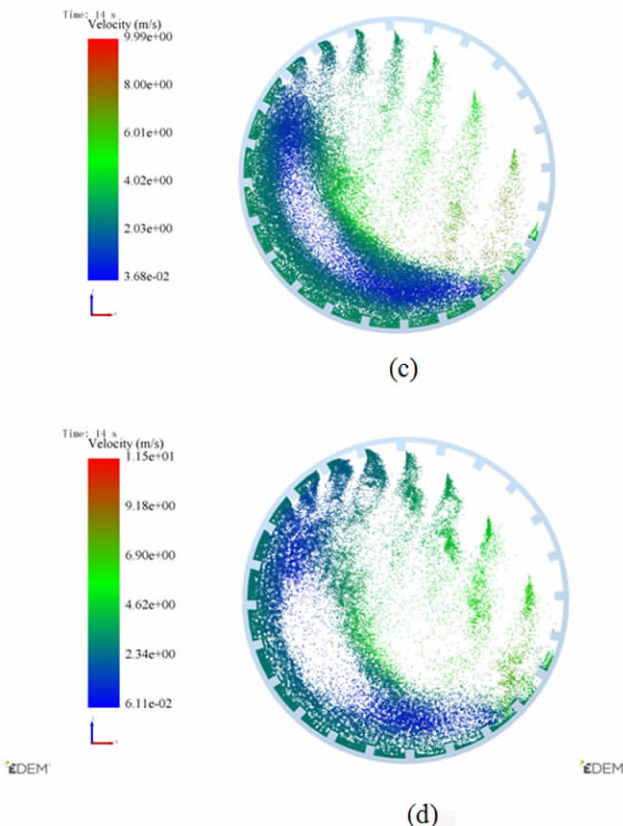 Time: 14 s
Velocity (m/s)
9.99e+00
8.00e+00
6.01e+00
4.02e+00
2.03e+00
3.68e-02
(c)
Time: 14 s
Velocity (m/s)
1.15e+01
9.18e+00
6.90e+00
4.62e+00
2.34e+00
6.11e-02
EDEM EDEM
(d)